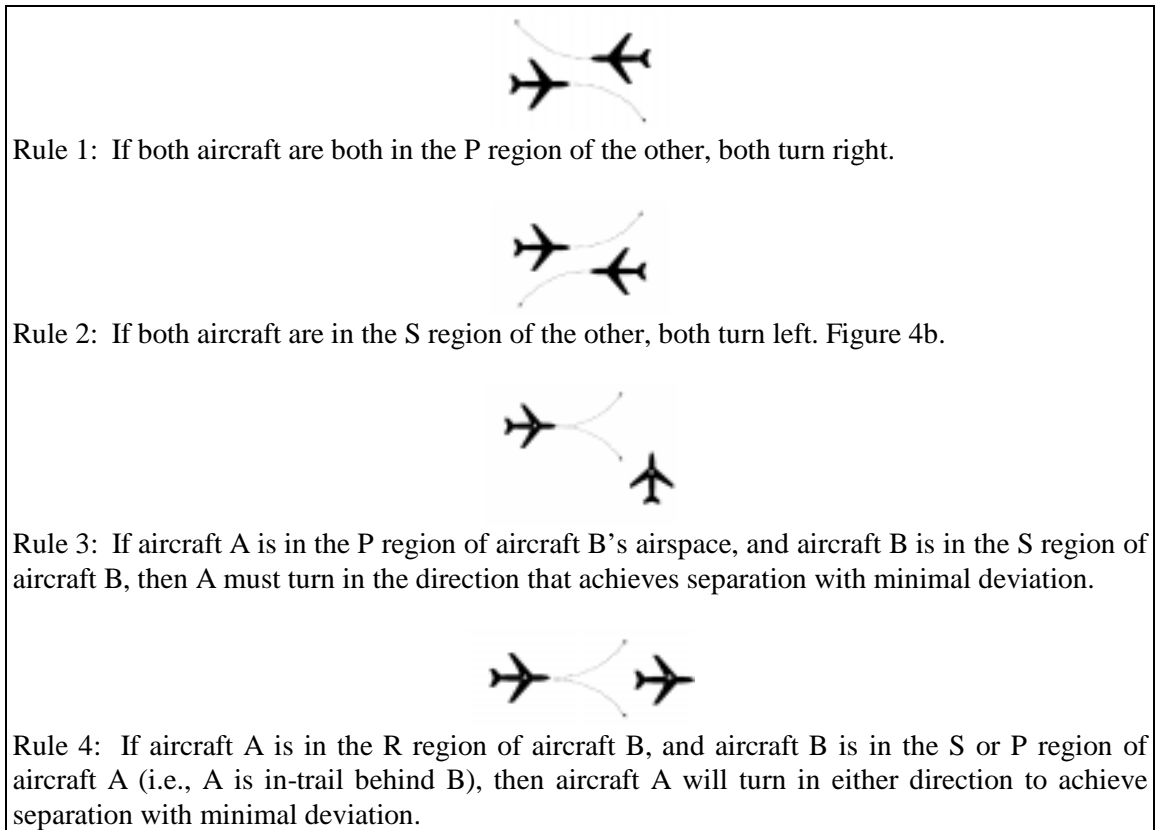 Rule 1: If both aircraft are both in the P region of the other, both turn right.
Rule 2: If both aircraft are in the S region of the other, both turn left. Figure 4b.
Rule 3: If aircraft A is in the P region of aircraft B’s airspace, and aircraft B is in the S region of
aircraft B, then A must turn in the direction that achieves separation with minimal deviation.
Rule 4: If aircraft A is in the R region of aircraft B, and aircraft B is in the S or P region of
aircraft A (i.e., A is in-trail behind B), then aircraft A will turn in either direction to achieve
separation with minimal deviation.